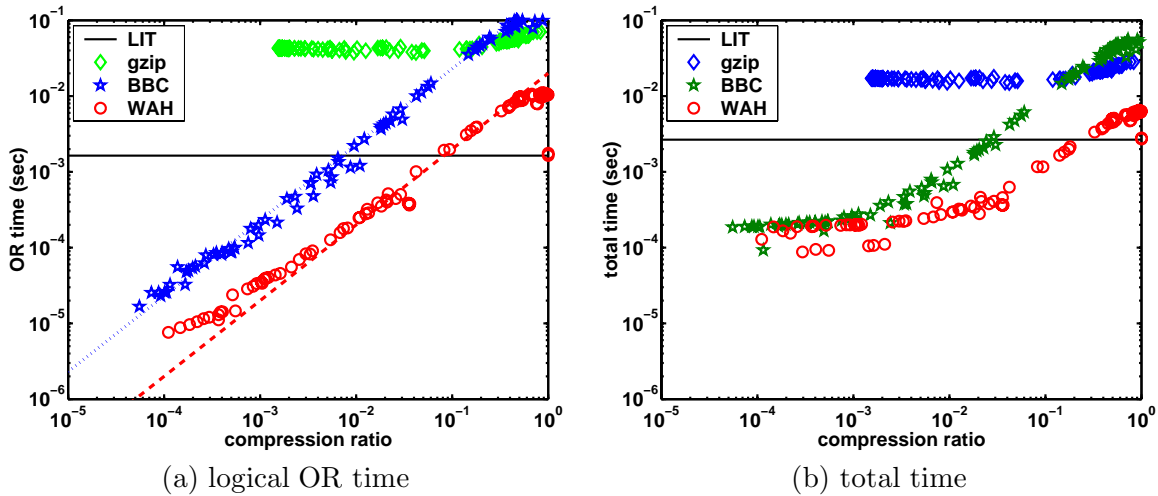 10^-1
10^-2
10^-3
10^-4
10^-5
10^-6
OR time (sec)
LIT
gzip
BBC
WAH
10^-5 10^-4 10^-3 10^-2 10^-1 10^0
compression ratio
(a) logical OR time
10^-1
10^-2
10^-3
10^-4
10^-5
10^-6
total time (sec)
LIT
gzip
BBC
WAH
10^-5 10^-4 10^-3 10^-2 10^-1 10^0
compression ratio
(b) total time